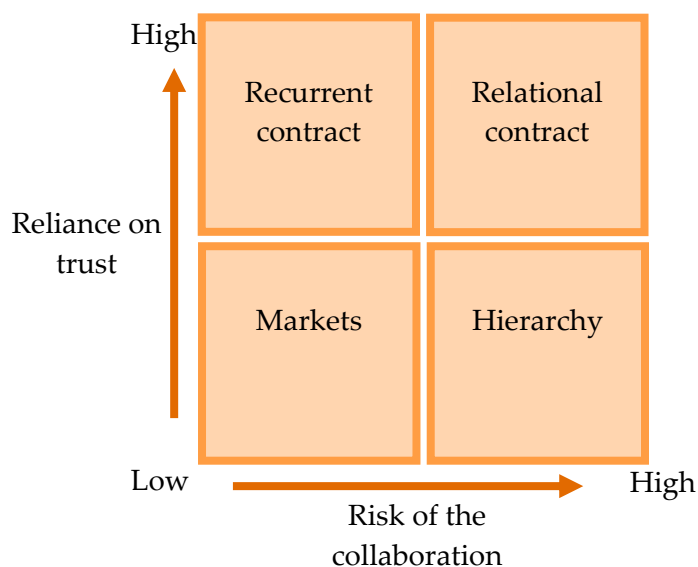 High
Recurrent
contract
Relational
contract
Reliance on
trust
Markets
Hierarchy
Low
High
Risk of the
collaboration